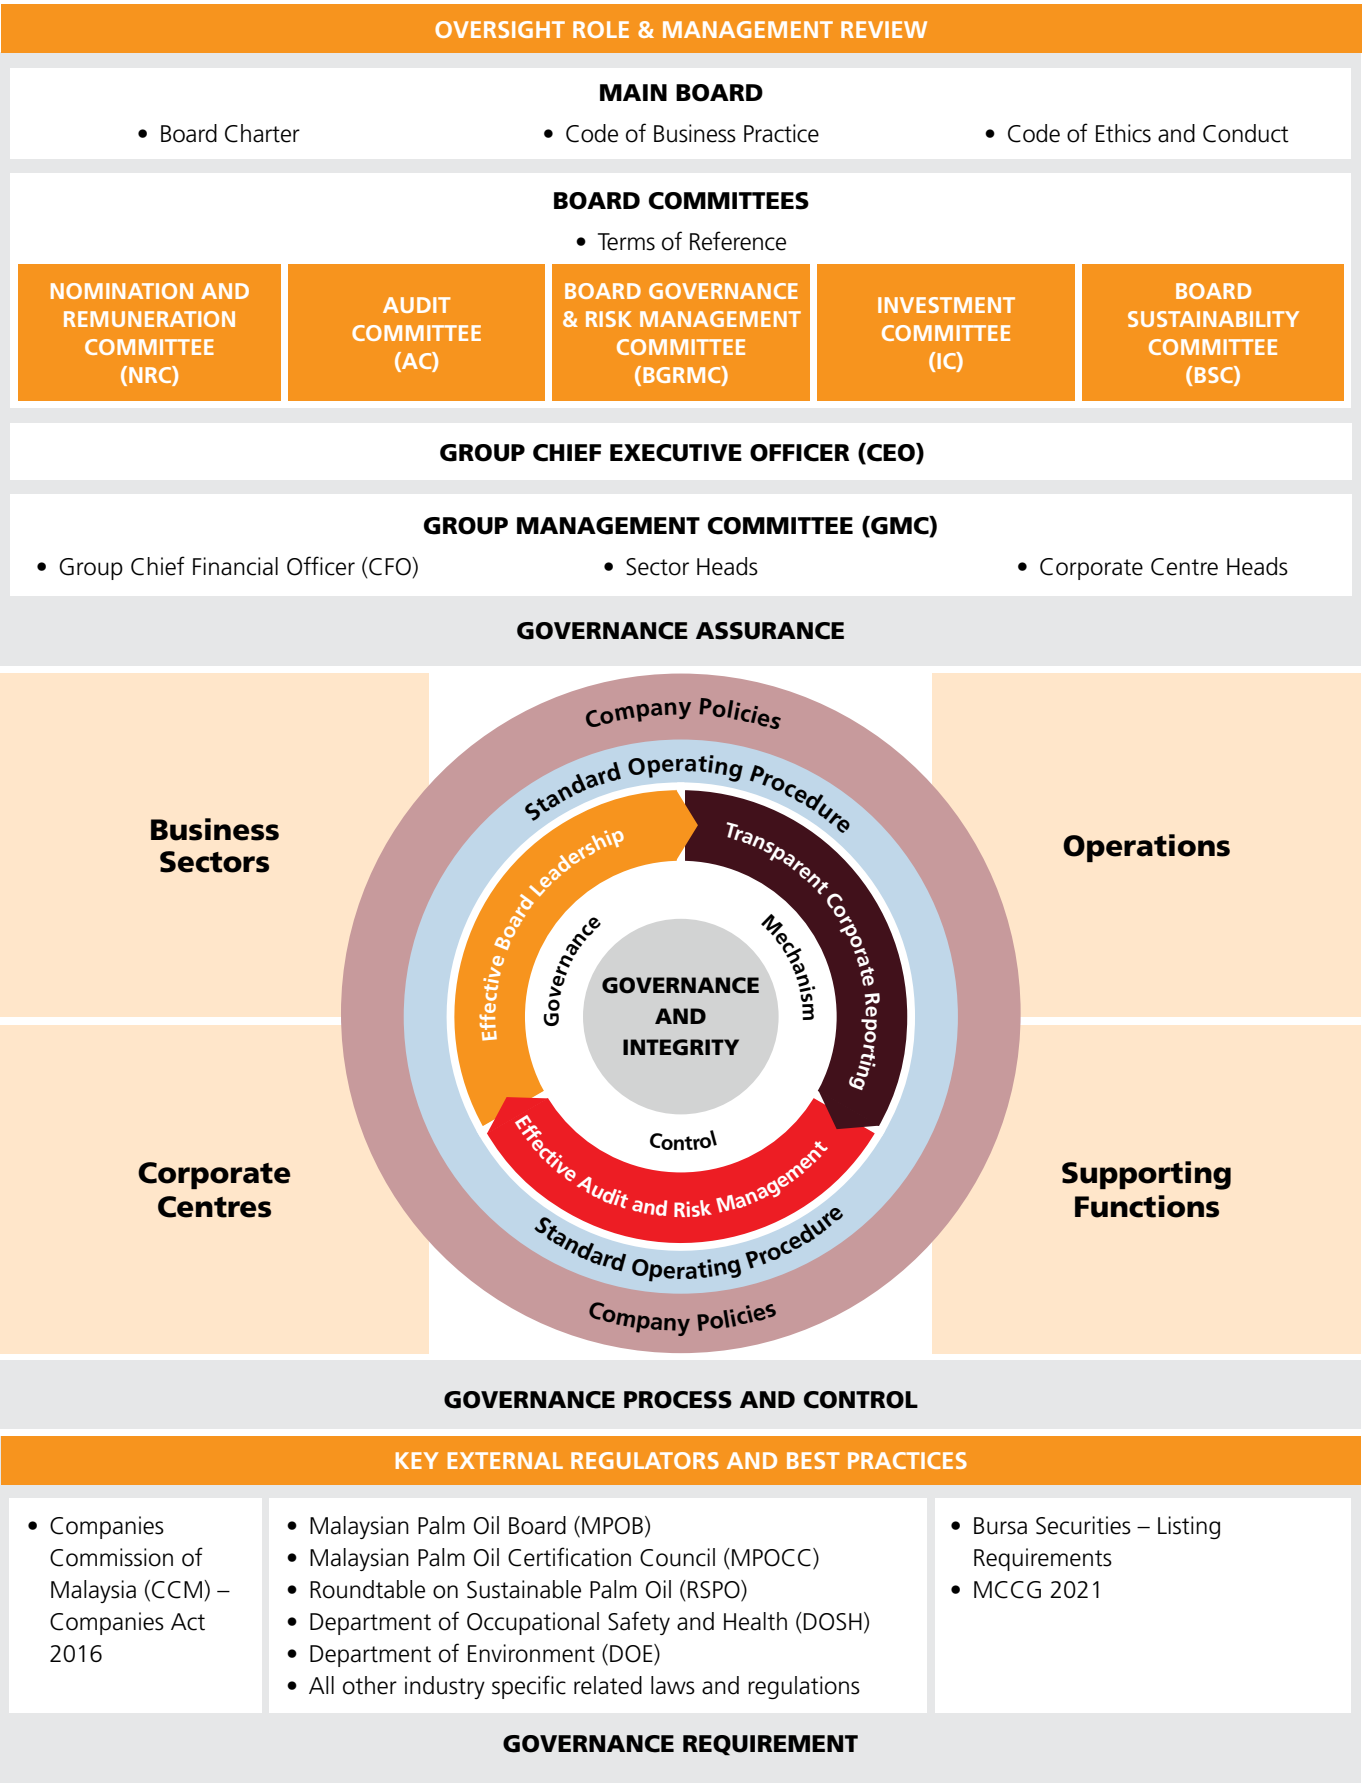 OVERSIGHT ROLE & MANAGEMENT REVIEW
MAIN BOARD
• Board Charter
• Code of Business Practice
• Code of Ethics and Conduct
BOARD COMMITTEES
• Terms of Reference
NOMINATION AND
REMUNERATION
COMMITTEE
(NRC)
AUDIT
COMMITTEE
(AC)
BOARD GOVERNANCE
& RISK MANAGEMENT
COMMITTEE
(BGRMC)
INVESTMENT
COMMITTEE
(IC)
BOARD
SUSTAINABILITY
COMMITTEE
(BSC)
GROUP CHIEF EXECUTIVE OFFICER (CEO)
GROUP MANAGEMENT COMMITTEE (GMC)
• Group Chief Financial Officer (CFO)
• Sector Heads
• Corporate Centre Heads
GOVERNANCE ASSURANCE
Business
Sectors
Operations
Corporate
Centres
Supporting
Functions
Company Policies
Standard Operating Procedure
Effective Board Leadership
Transparent Corporate Reporting
Governance
Mechanism
GOVERNANCE
AND
INTEGRITY
Control
Effective Audit and Risk Management
Standard Operating Procedure
Company Policies
GOVERNANCE PROCESS AND CONTROL
KEY EXTERNAL REGULATORS AND BEST PRACTICES
• Companies
Commission of
Malaysia (CCM) –
Companies Act
2016
• Malaysian Palm Oil Board (MPOB)
• Malaysian Palm Oil Certification Council (MPOCC)
• Roundtable on Sustainable Palm Oil (RSPO)
• Department of Occupational Safety and Health (DOSH)
• Department of Environment (DOE)
• All other industry specific related laws and regulations
• Bursa Securities – Listing
Requirements
• MCCG 2021
GOVERNANCE REQUIREMENT